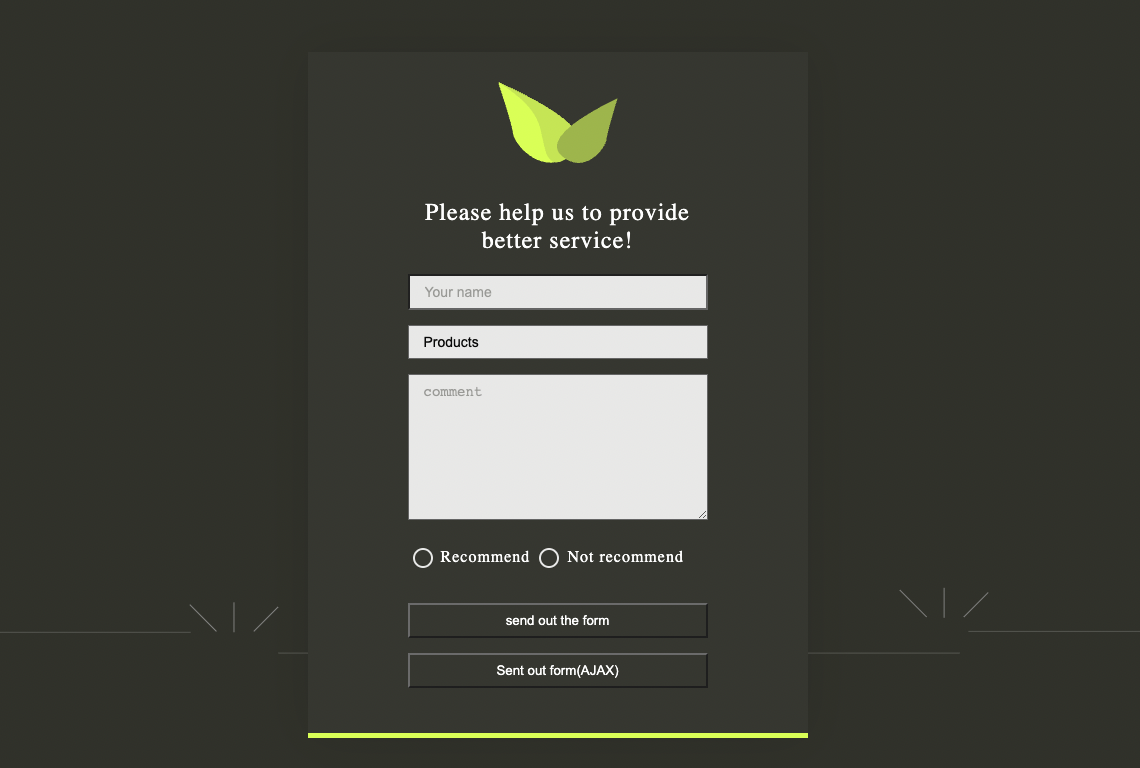 Please help us to provide
better service!
Your name
Products
comment
Recommend Not recommend
send out the form
Sent out form(AJAX)